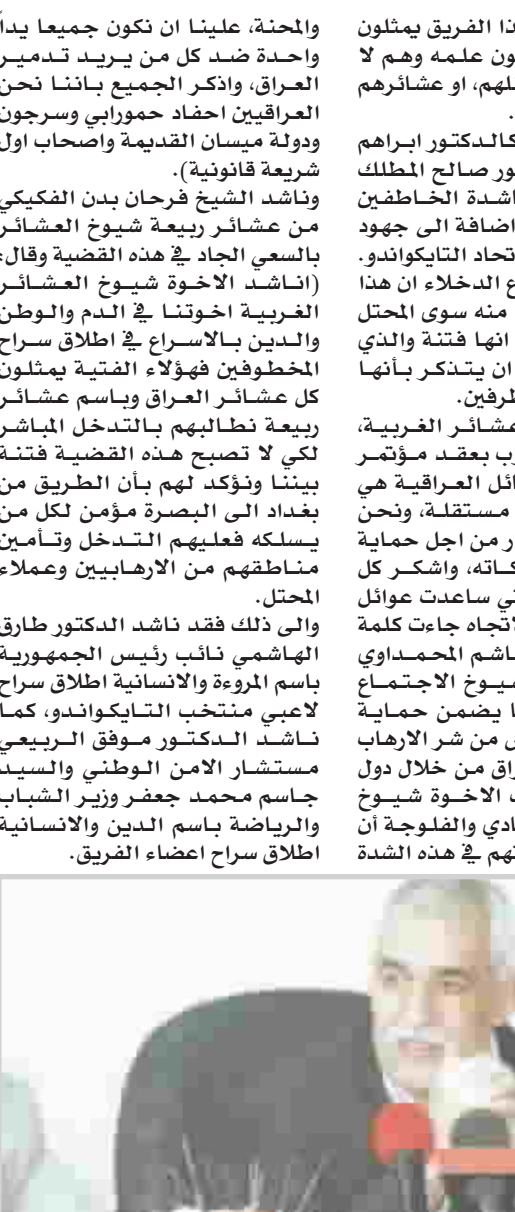 ذا الفريق يمثلون
ون علمه وهم لا
لهم، او عشائرهم
.
كالدكتور ابراهم
ور صالح المطلك
اشدة الخاطفين
اضافة الى جهود
تحاد التايكواندو.
ع الدخلاء ان هذا
منه سوى المحتل
انها فتنة والذي
ان يتذكر بأنها
طرفين.
عشائر الغربية،
رب بعقد مؤتمر
ائل العراقية هي
مستقلة، ونحن
ار من اجل حماية
كاته، واشكر كل
تي ساعدت عوائل
لاتجاه جاءت كلمة
اشم المحمداوي
يوخ الاجتماع
ا يضمن حماية
ى من شر الارهاب
راق من خلال دول
الاخوة شيوخ
ادي والفلوجة أن
تهم في هذه الشدة
والمحنة، علينا ان نكون جميعا يداً
واحدة ضد كل من يريد تدمير
العراق، واذكر الجميع باننا نحن
العراقيين احفاد حمورابي وسرجون
ودولة ميسان القديمة واصحاب اول
شريعة قانونية).
وناشد الشيخ فرحان بدن الفكيكي
من عشائر ربيعة شيوخ العشائر
بالسعي الجاد في هذه القضية وقال:
(اناشد الاخوة شيوخ العشائر
الغربية اخوتنا في الدم والوطن
والدين بالاسراع في اطلاق سراح
المخطوفين فهؤلاء الفتية يمثلون
كل عشائر العراق وباسم عشائر
ربيعة نطالبهم بالتدخل المباشر
لكي لا تصبح هذه القضية فتنة
بيننا ونؤكد لهم بأن الطريق من
بغداد الى البصرة مؤمن لكل من
يسلكه فعليهم التدخل وتأمين
مناطقهم من الارهابيين وعملاء
المحتل.
والى ذلك فقد ناشد الدكتور طارق
الهاشمي نائب رئيس الجمهورية
باسم المروءة والانسانية اطلاق سراح
لاعبي منتخب التايكواندو، كما
ناشد الدكتور موفق الربيعي
مستشار الامن الوطني والسيد
جاسم محمد جعفر وزير الشباب
والرياضة باسم الدين والانسانية
اطلاق سراح اعضاء الفريق.